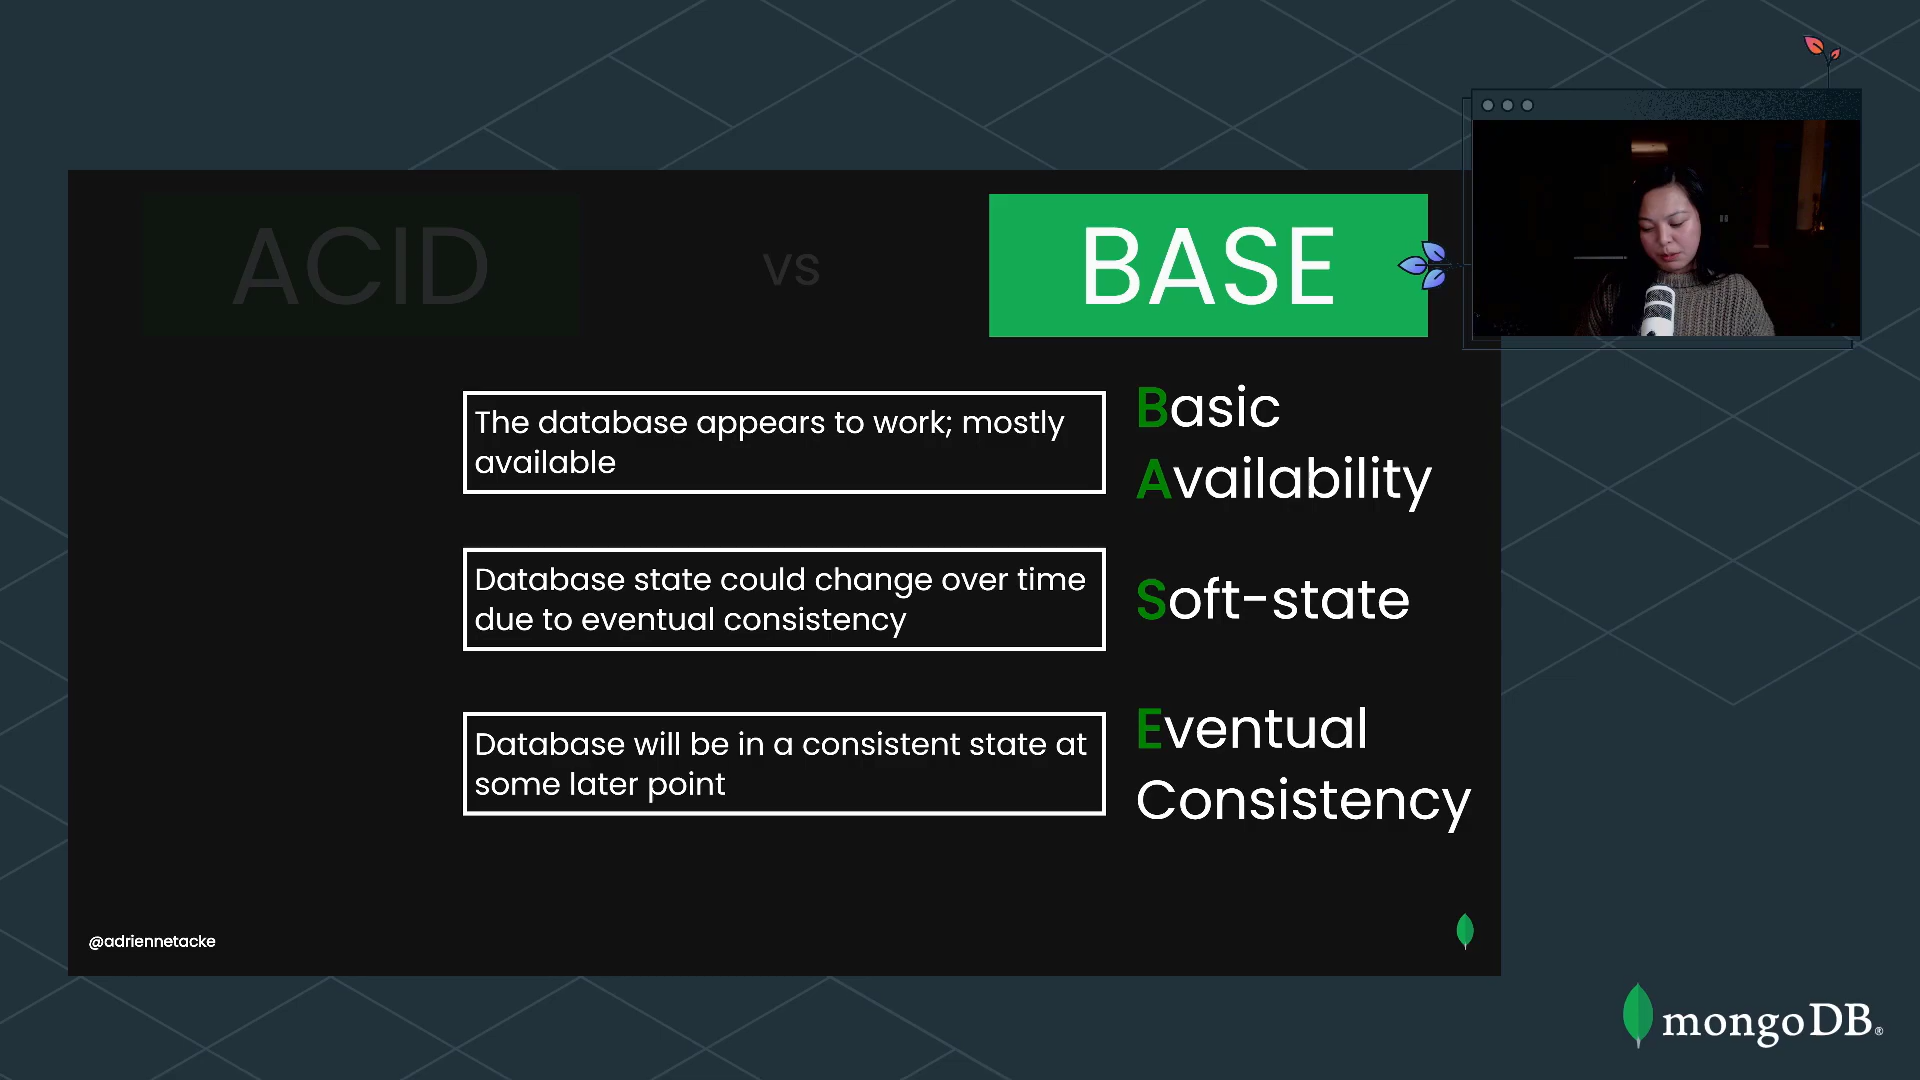 ACID
vs
BASE
The database appears to work; mostly
available
Basic
Availability
Database state could change over time
due to eventual consistency
Soft-state
Database will be in a consistent state at
some later point
Eventual
Consistency
@adriennetacke
mongoDB®